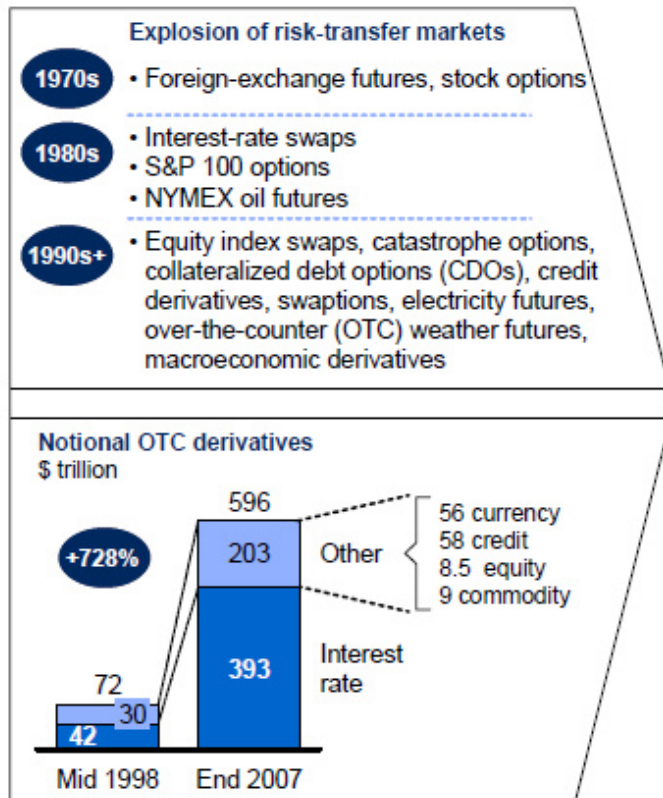 Explosion of risk-transfer markets
1970s
• Foreign-exchange futures, stock options
1980s
• Interest-rate swaps
• S&P 100 options
• NYMEX oil futures
1990s+
• Equity index swaps, catastrophe options,
collateralized debt options (CDOs), credit
derivatives, swaptions, electricity futures,
over-the-counter (OTC) weather futures,
macroeconomic derivatives
Notional OTC derivatives
$ trillion
+728%
72
30
42
Mid 1998
596
203
393
End 2007
Other
Interest
rate
56 currency
58 credit
8.5 equity
9 commodity